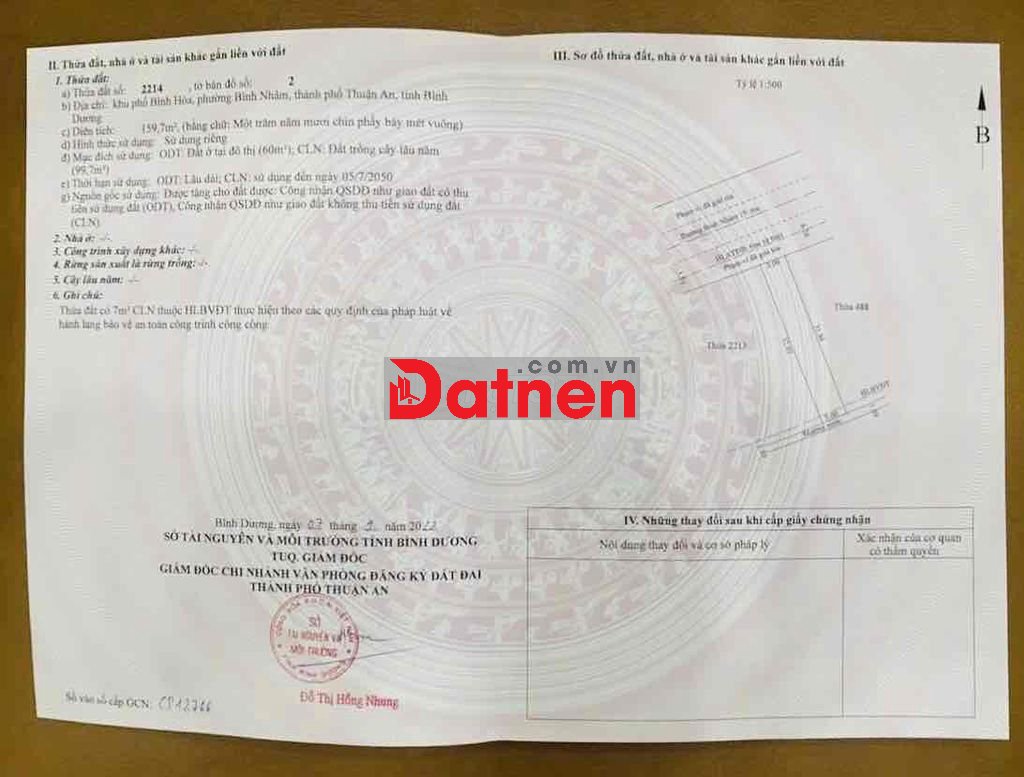 II. Thửa đất, nhà ở và tài sản khác gắn liền với đất
1. Thửa đất:
a) Thửa đất số: 2214 , tờ bản đồ số: 2
b) Địa chỉ: khu phố Bình Hòa, phường Bình Nhâm, thành phố Thuận An, tỉnh Bình
Dương
c) Diện tích: 159,7m², (bằng chữ: Một trăm năm mươi chín phẩy bảy mét vuông)
d) Hình thức sử dụng: Sử dụng riêng
đ) Mục đích sử dụng: ODT: Đất ở tại đô thị (60m²); CLN: Đất trồng cây lâu năm
(99,7m²)
e) Thời hạn sử dụng: ODT: Lâu dài; CLN: sử dụng đến ngày 05/7/2050
g) Nguồn gốc sử dụng: Được tặng cho đất được: Công nhận QSDĐ như giao đất có thu
tiền sử dụng đất (ODT), Công nhận QSDĐ như giao đất không thu tiền sử dụng đất
(CLN)
2. Nhà ở: -/-
3. Công trình xây dựng khác: -/-
4. Rừng sản xuất là rừng trồng: -/-
5. Cây lâu năm: -/-
6. Ghi chú:
Thửa đất có 7m² CLN thuộc HLBVĐT thực hiện theo các quy định của pháp luật về
hành lang bảo vệ an toàn công trình công cộng.
Bình Dương, ngày 07 tháng 2022
SỞ TÀI NGUYÊN VÀ MÔI TRƯỜNG TỈNH BÌNH DƯƠNG
TUQ. GIÁM ĐỐC
GIÁM ĐỐC CHI NHÁNH VĂN PHÒNG ĐĂNG KÝ ĐẤT ĐAI
THÀNH PHỐ THUẬN AN
SỞ
TÀI NGUYÊN VÀ
MÔI TRƯỜNG
Đỗ Thị Hồng Nhung
Số vào sổ cấp GCN: CS12766
III. Sơ đồ thửa đất, nhà ở và tài sản khác gắn liền với đất
Tỷ lệ 1:500
B
5.00
Thửa 488
Thửa 2213
HLBVĐT
5.00
IV. Những thay đổi sau khi cấp giấy chứng nhận
Nội dung thay đổi và cơ sở pháp lý
Xác nhận của cơ quan
có thẩm quyền
.com.vn
Datnen